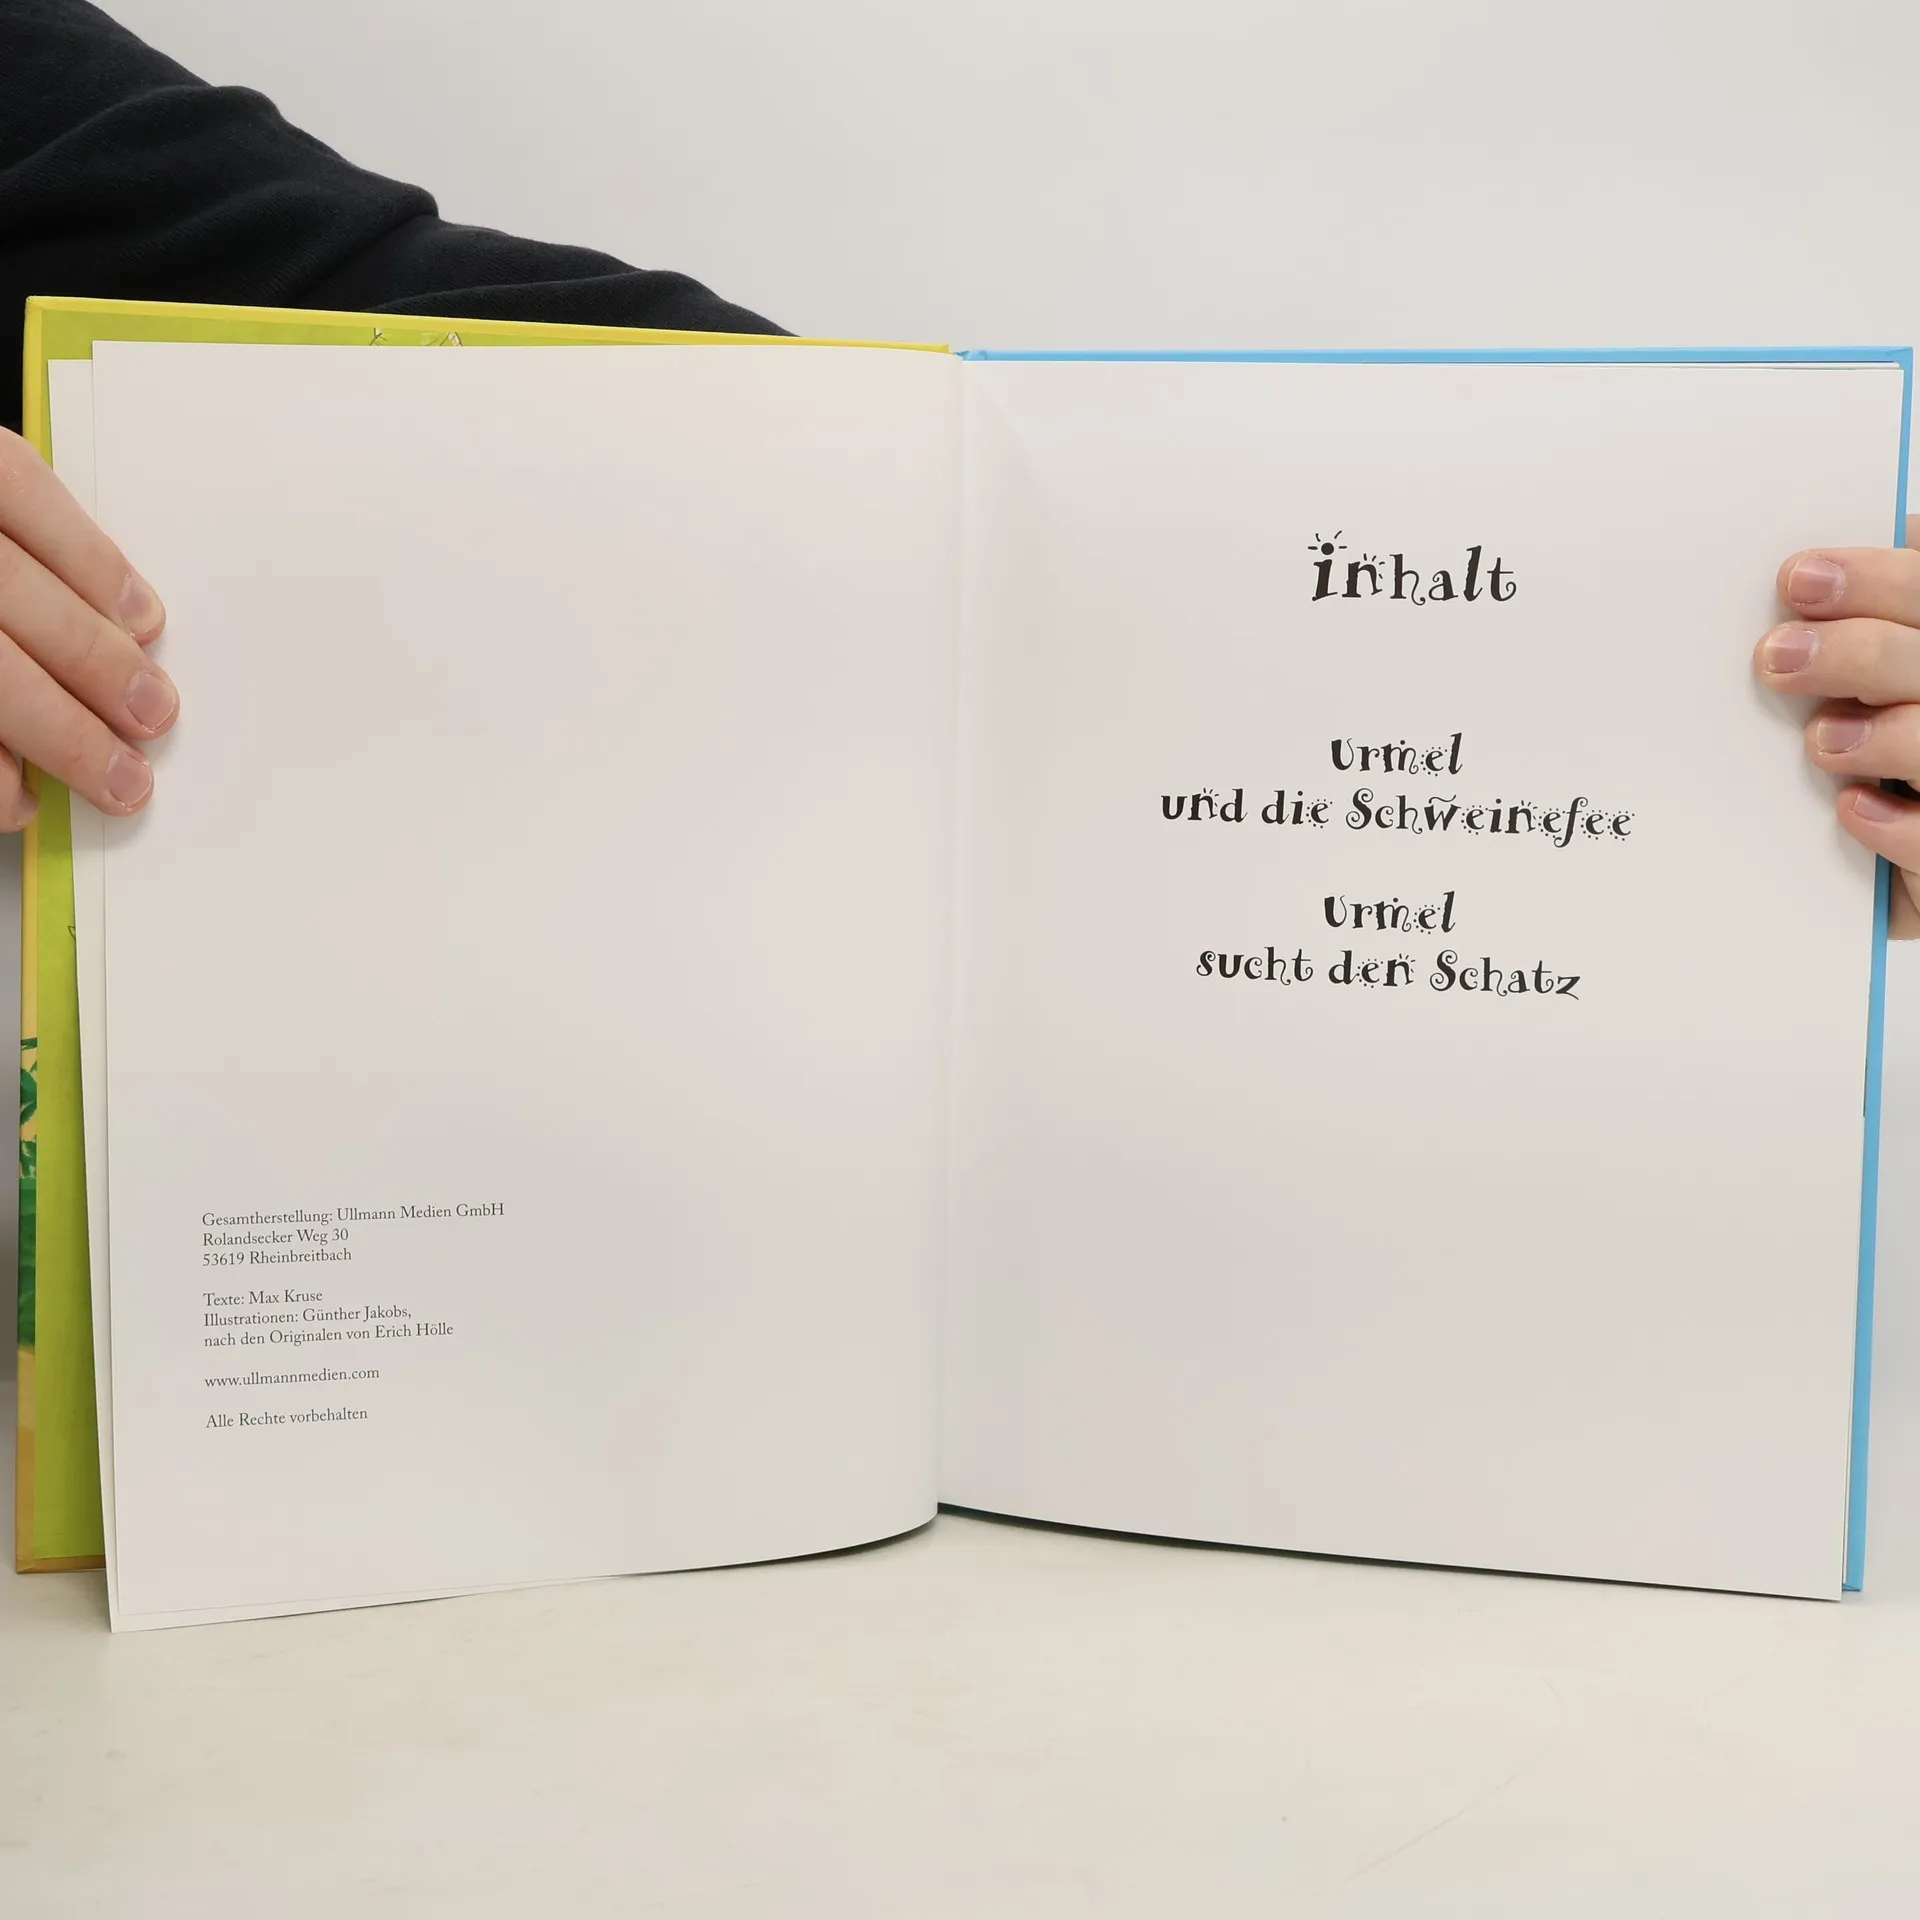 Gesamtherstellung: Ullmann Medien GmbH
Rolandsecker Weg 30
53619 Rheinbreitbach
Texte: Max Kruse
Illustrationen: Günther Jakobs,
nach den Originalen von Erich Hölle
www.ullmannmedien.com
Alle Rechte vorbehalten
inhalt
Urmel
und die Schweinefee
Urmel
sucht den Schatz